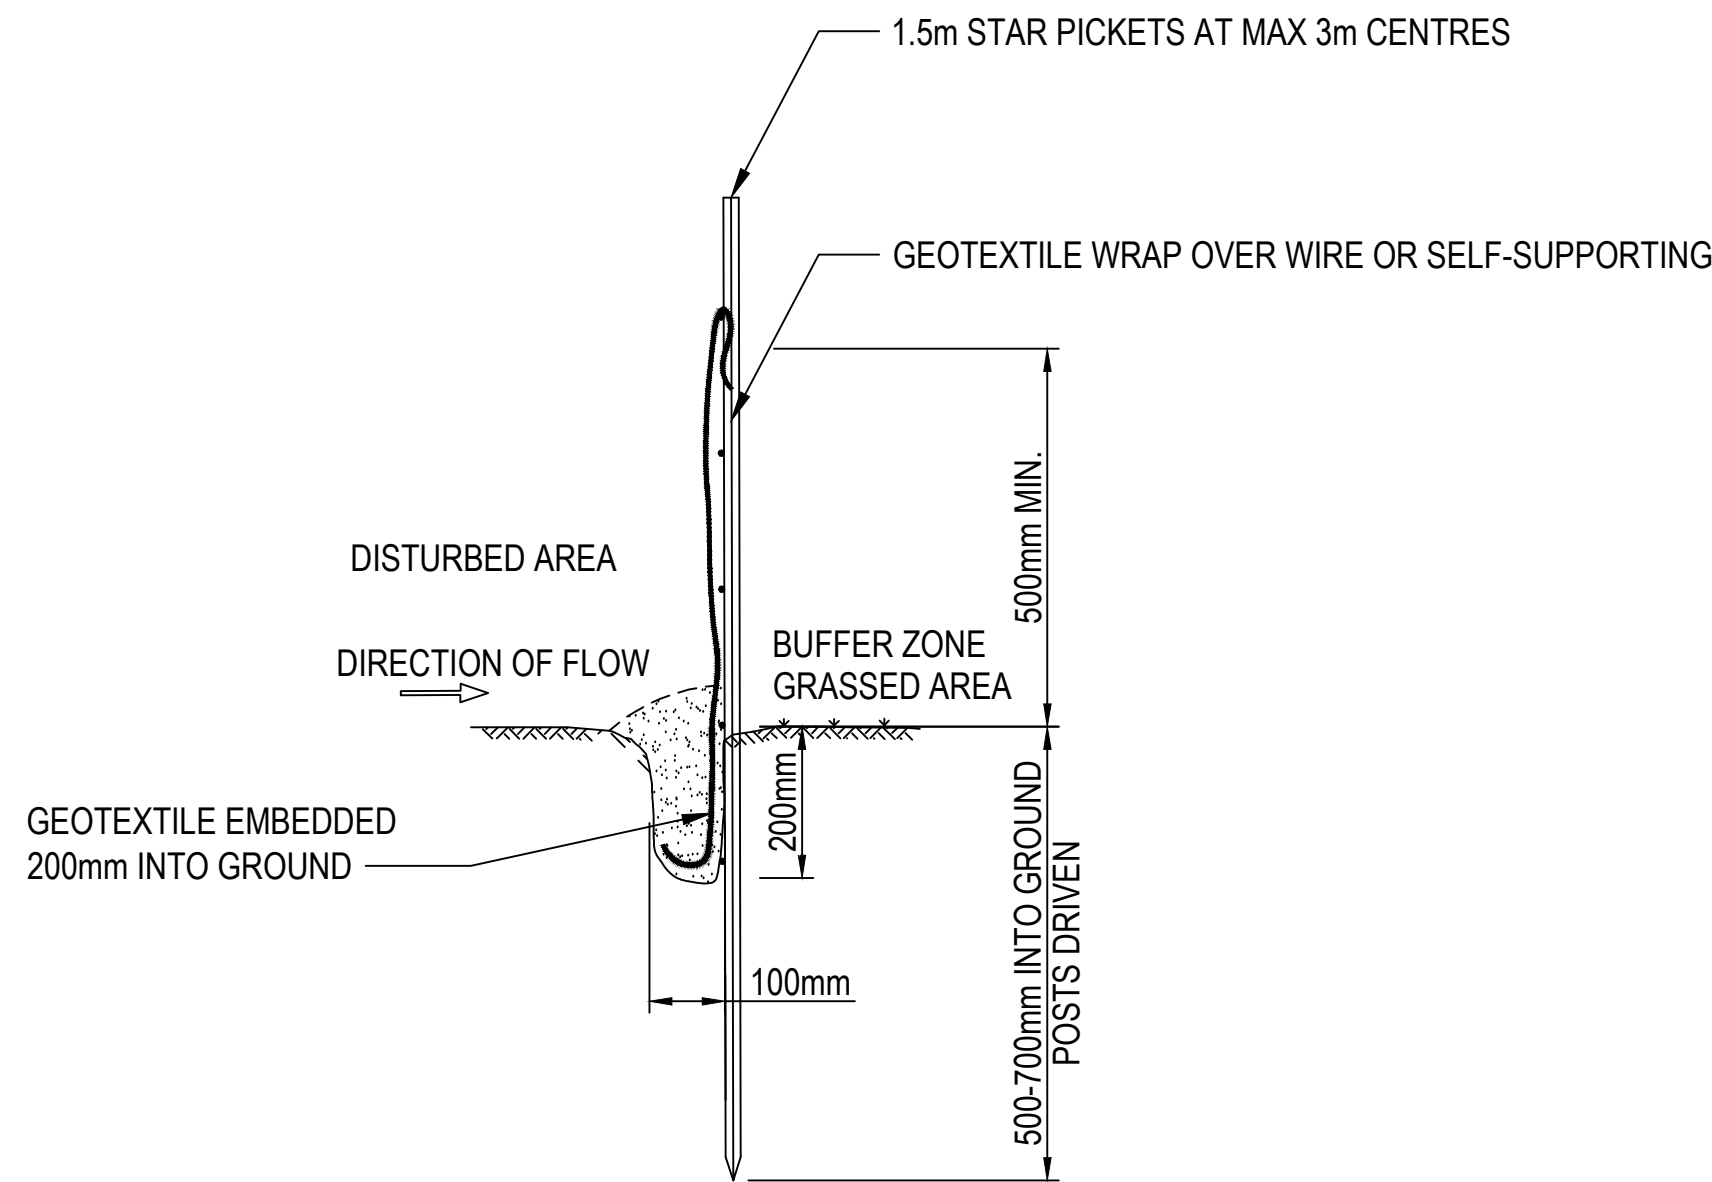 1.5m STAR PICKETS AT MAX 3m CENTRES
GEOTEXTILE WRAP OVER WIRE OR SELF-SUPPORTING
500mm MIN.
DISTURBED AREA
DIRECTION OF FLOW
BUFFER ZONE
GRASSED AREA
200mm
GEOTEXTILE EMBEDDED
200mm INTO GROUND
100mm
500-700mm INTO GROUND
POSTS DRIVEN